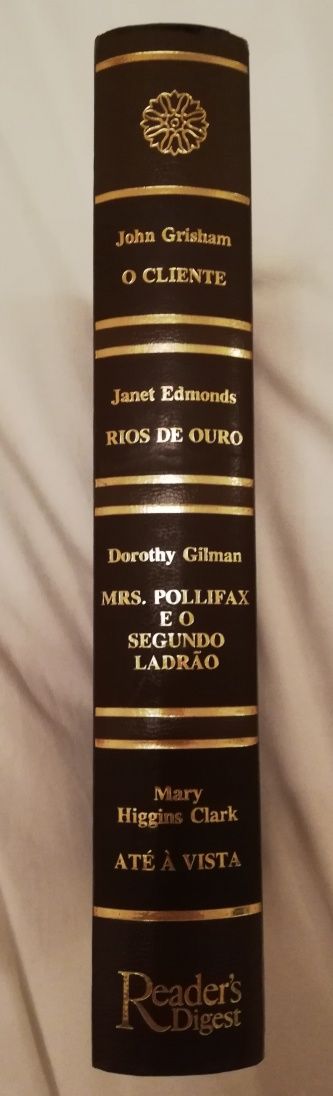 John Grisham
O CLIENTE
Janet Edmonds
RIOS DE OURO
Dorothy Gilman
MRS. POLLIFAX
E O
SEGUNDO
LADRÃO
Mary
Higgins Clark
ATÉ À VISTA
Reader's
Digest